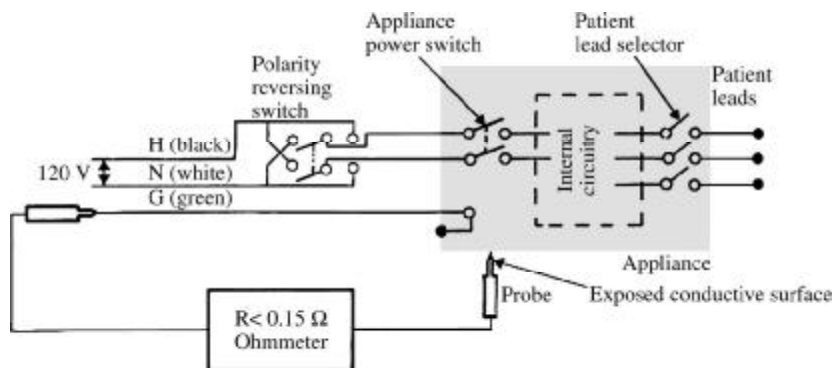 Appliance
power switch
Patient
lead selector
Patient
leads
Polarity
reversing
switch
H (black)
120 V
N (white)
G (green)
Internal
circuitry
Appliance
Probe
Exposed conductive surface
R< 0.15 Ω
Ohmmeter